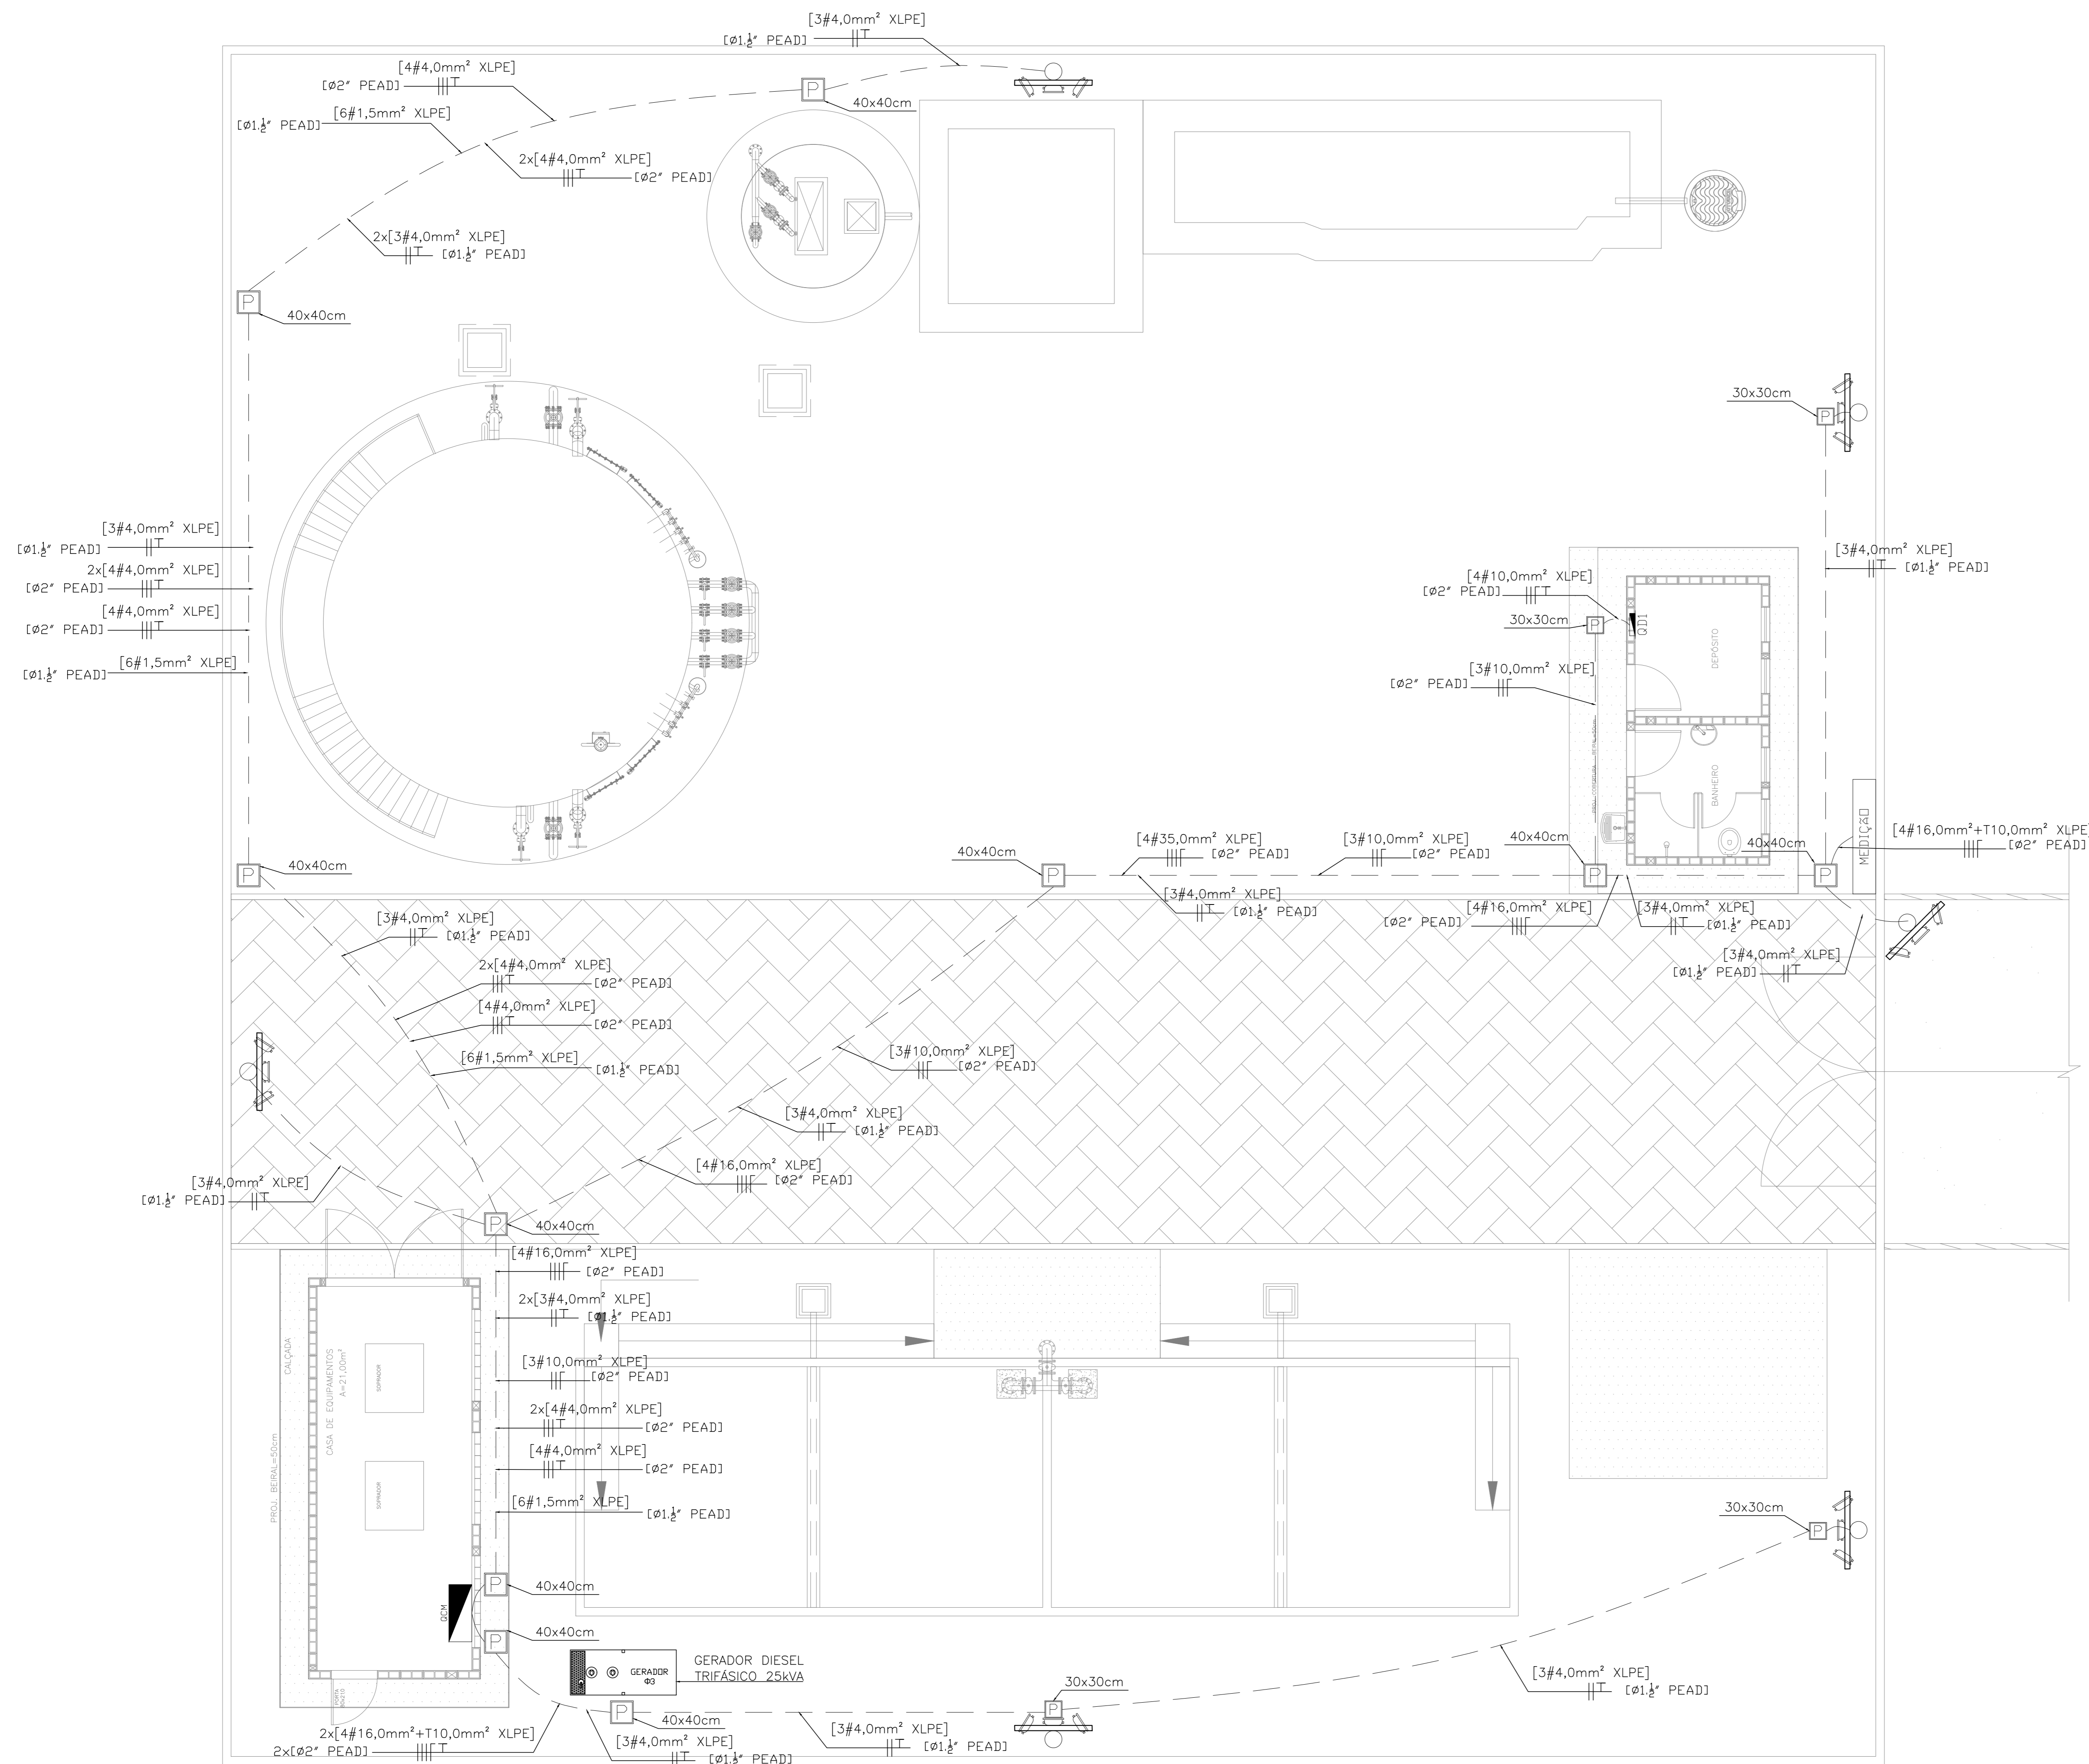 [3#4,0mm² XLPE]
[Ø1.½" PEAD]
[4#4,0mm² XLPE]
[Ø2" PEAD]
P
40x40cm
[6#1,5mm² XLPE]
[Ø1.½" PEAD]
2x[4#4,0mm² XLPE]
[Ø2" PEAD]
2x[3#4,0mm² XLPE]
[Ø1.½" PEAD]
P
40x40cm
30x30cm
P
[3#4,0mm² XLPE]
[Ø1.½" PEAD]
2x[4#4,0mm² XLPE]
[Ø2" PEAD]
[4#4,0mm² XLPE]
[Ø2" PEAD]
[6#1,5mm² XLPE]
[Ø1.½" PEAD]
[3#4,0mm² XLPE]
[Ø1.½" PEAD]
[4#10,0mm² XLPE]
[Ø2" PEAD]
30x30cm
P
QD1
DEPÓSITO
[3#10,0mm² XLPE]
[Ø2" PEAD]
BANHEIRO
MEDIÇÃO
P
40x40cm
40x40cm
P
[4#35,0mm² XLPE]
[Ø2" PEAD]
[3#10,0mm² XLPE]
[Ø2" PEAD]
40x40cm
P
40x40cm
P
[4#16,0mm²+T10,0mm² XLPE]
[Ø2" PEAD]
[3#4,0mm² XLPE]
[Ø1.½" PEAD]
[4#16,0mm² XLPE]
[Ø2" PEAD]
[3#4,0mm² XLPE]
[Ø1.½" PEAD]
[3#4,0mm² XLPE]
[Ø1.½" PEAD]
[3#4,0mm² XLPE]
[Ø1.½" PEAD]
2x[4#4,0mm² XLPE]
[Ø2" PEAD]
[4#4,0mm² XLPE]
[Ø2" PEAD]
[6#1,5mm² XLPE]
[Ø1.½" PEAD]
[3#10,0mm² XLPE]
[Ø2" PEAD]
[3#4,0mm² XLPE]
[Ø1.½" PEAD]
[4#16,0mm² XLPE]
[Ø2" PEAD]
[3#4,0mm² XLPE]
[Ø1.½" PEAD]
P
40x40cm
[4#16,0mm² XLPE]
[Ø2" PEAD]
2x[3#4,0mm² XLPE]
[Ø1.½" PEAD]
[3#10,0mm² XLPE]
[Ø2" PEAD]
2x[4#4,0mm² XLPE]
[Ø2" PEAD]
[4#4,0mm² XLPE]
[Ø2" PEAD]
[6#1,5mm² XLPE]
[Ø1.½" PEAD]
CALÇADA
PROJ. BEIRAL=50cm
CASA DE EQUIPAMENTOS
A=21,00m²
SOPRADOR
SOPRADOR
QCM
P
40x40cm
P
40x40cm
PORTA
GERADOR
Φ3
GERADOR DIESEL
TRIFÁSICO 25kVA
P
40x40cm
30x30cm
P
30x30cm
P
[3#4,0mm² XLPE]
[Ø1.½" PEAD]
2x[4#16,0mm²+T10,0mm² XLPE]
2x[Ø2" PEAD]
[3#4,0mm² XLPE]
[Ø1.½" PEAD]
[3#4,0mm² XLPE]
[Ø1.½" PEAD]